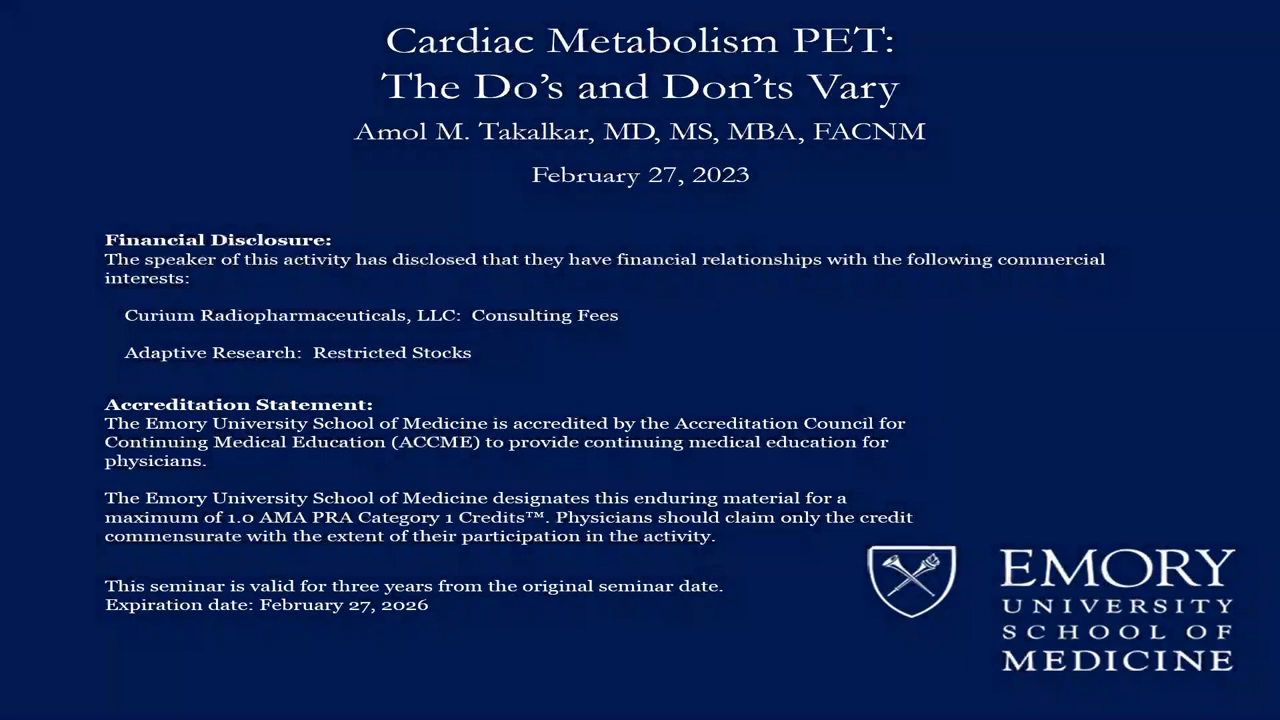 Cardiac Metabolism PET:
The Do's and Don'ts Vary
Amol M. Takalkar, MD, MS, MBA, FACNM
February 27, 2023
Financial Disclosure:
The speaker of this activity has disclosed that they have financial relationships with the following commercial
interests:
Curium Radiopharmaceuticals, LLC: Consulting Fees
Adaptive Research: Restricted Stocks
Accreditation Statement:
The Emory University School of Medicine is accredited by the Accreditation Council for
Continuing Medical Education (ACCME) to provide continuing medical education for
physicians.
The Emory University School of Medicine designates this enduring material for a
maximum of 1.0 AMA PRA Category 1 Credits™. Physicians should claim only the credit
commensurate with the extent of their participation in the activity.
This seminar is valid for three years from the original seminar date.
Expiration date: February 27, 2026
EMORY
UNIVERSITY
SCHOOL OF
MEDICINE